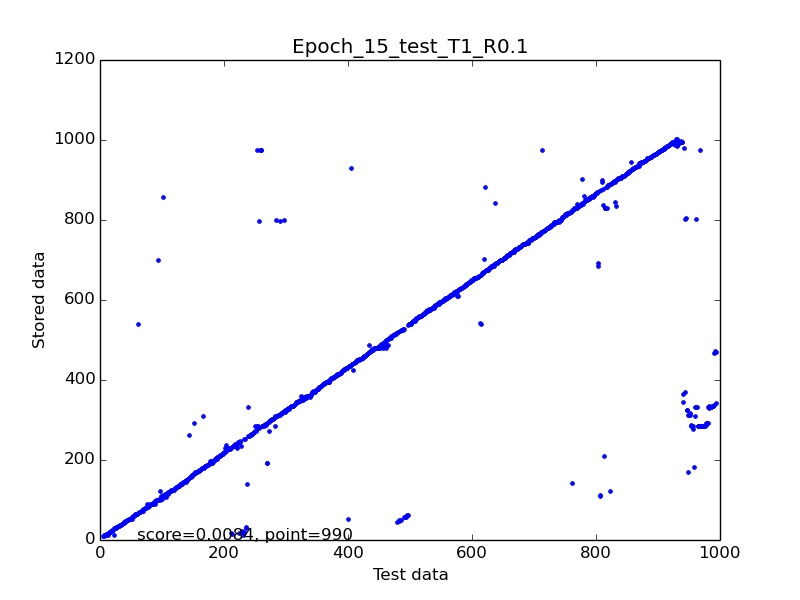 Epoch_15_test_T1_R0.1
1200
1000
800
600
400
200
0
Stored data
score=0.0084, point=990
0 200 400 600 800 1000
Test data